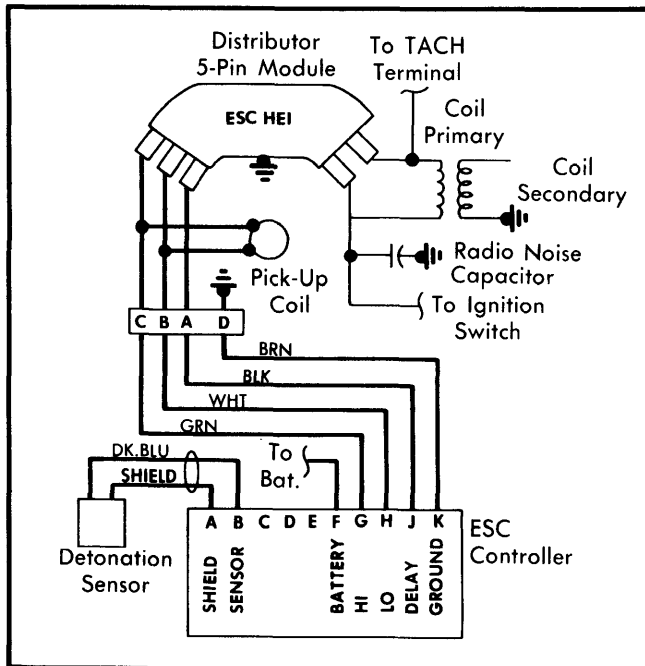 Distributor
5-Pin Module
To TACH
Terminal
ESC HEI
Coil
Primary
Coil
Secondary
Pick-Up
Coil
Radio Noise
Capacitor
To Ignition
Switch
C B A D
BRN
BLK
WHT
GRN
DK.BLU
SHIELD
To
Bat.
Detonation
Sensor
A B C D E F G H J K
SHIELD
SENSOR
BATTERY
HI
LO
DELAY
GROUND
ESC
Controller